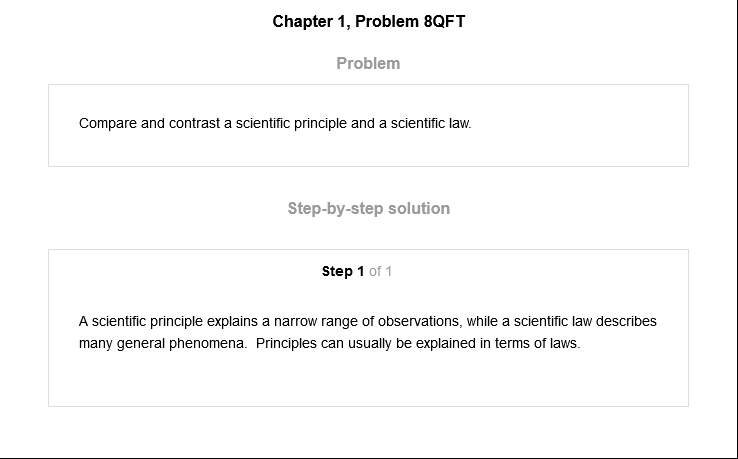 Chapter 1, Problem 8QFT
Problem
Compare and contrast a scientific principle and a scientific law.
Step-by-step solution
Step 1 of 1
A scientific principle explains a narrow range of observations, while a scientific law describes
many general phenomena.  Principles can usually be explained in terms of laws.